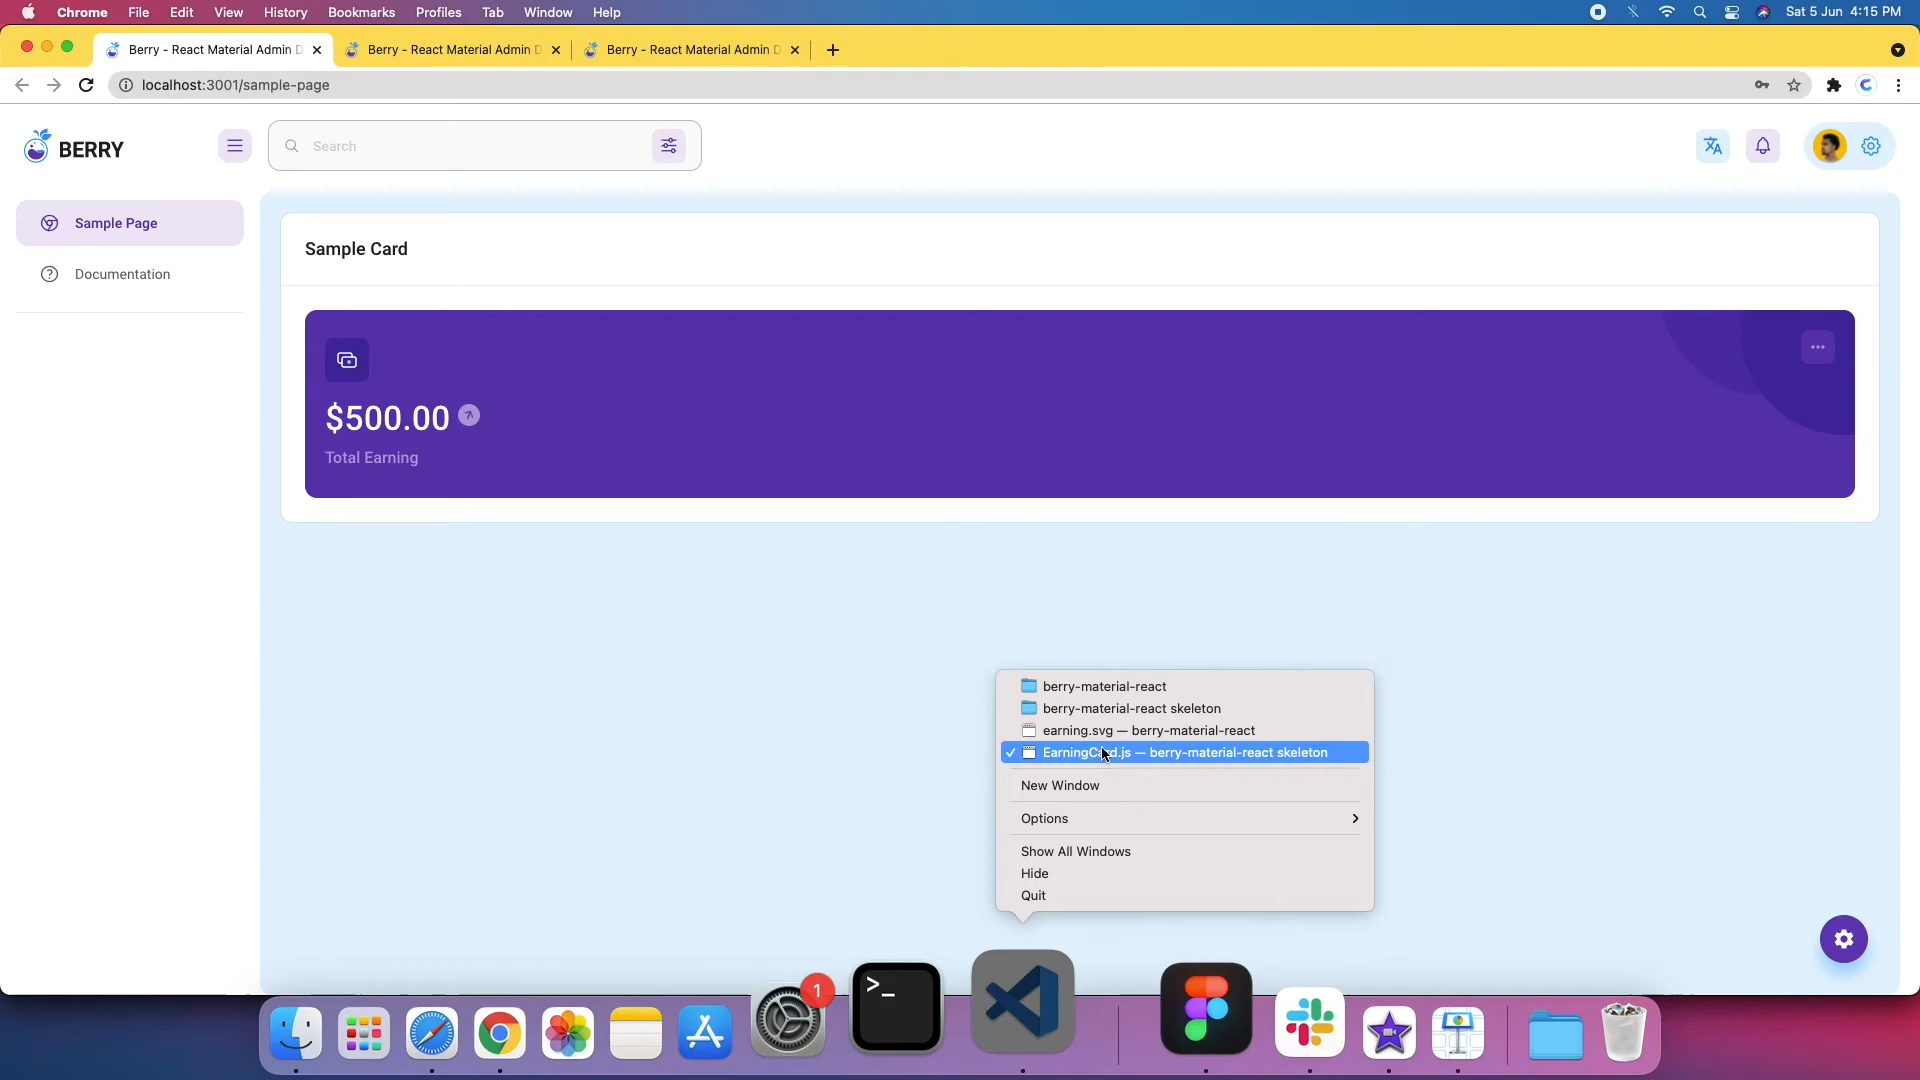 Chrome File Edit View History Bookmarks Profiles Tab Window Help Sat 5 Jun 4:15 PM
Berry - React Material Admin D Berry - React Material Admin D Berry - React Material Admin D
localhost:3001/sample-page
BERRY
Search
Sample Page
Documentation
Sample Card
$500.00
Total Earning
berry-material-react
berry-material-react skeleton
earning.svg — berry-material-react
EarningCard.js — berry-material-react skeleton
New Window
Options
Show All Windows
Hide
Quit
1
>_